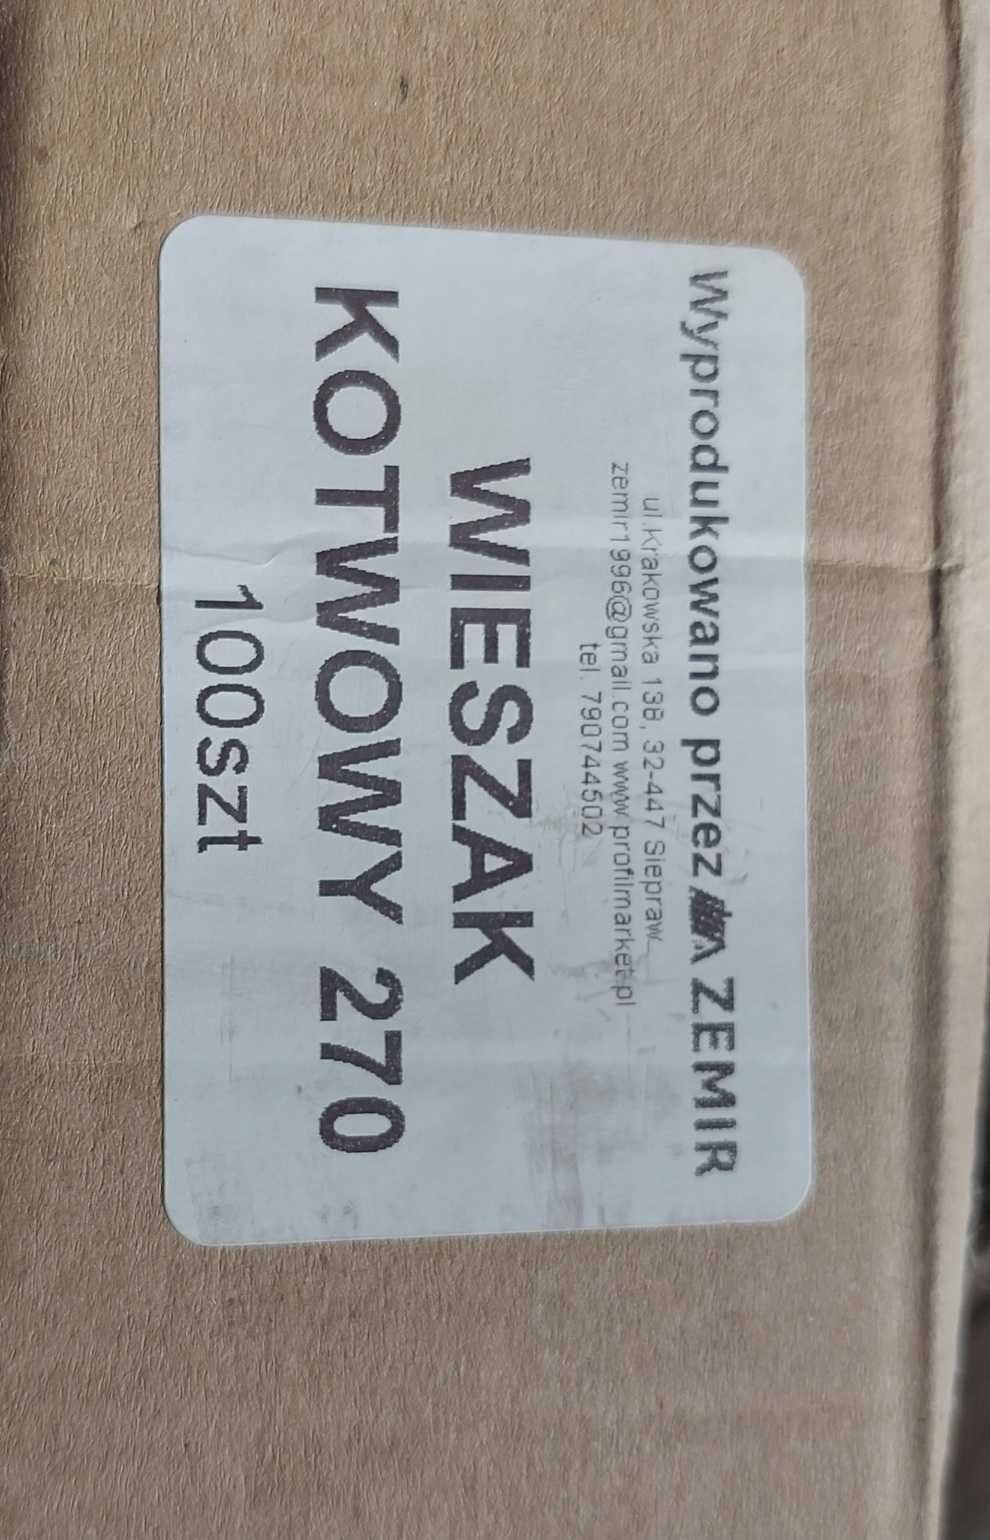 Wyprodukowano przez ZEMIR
ul.Krakowska 138, 32-447 Siepraw
zemir1996@gmail.com www.profilmarket.pl
tel. 790744502
WIESZAK
KOTWOWY 270
100szt